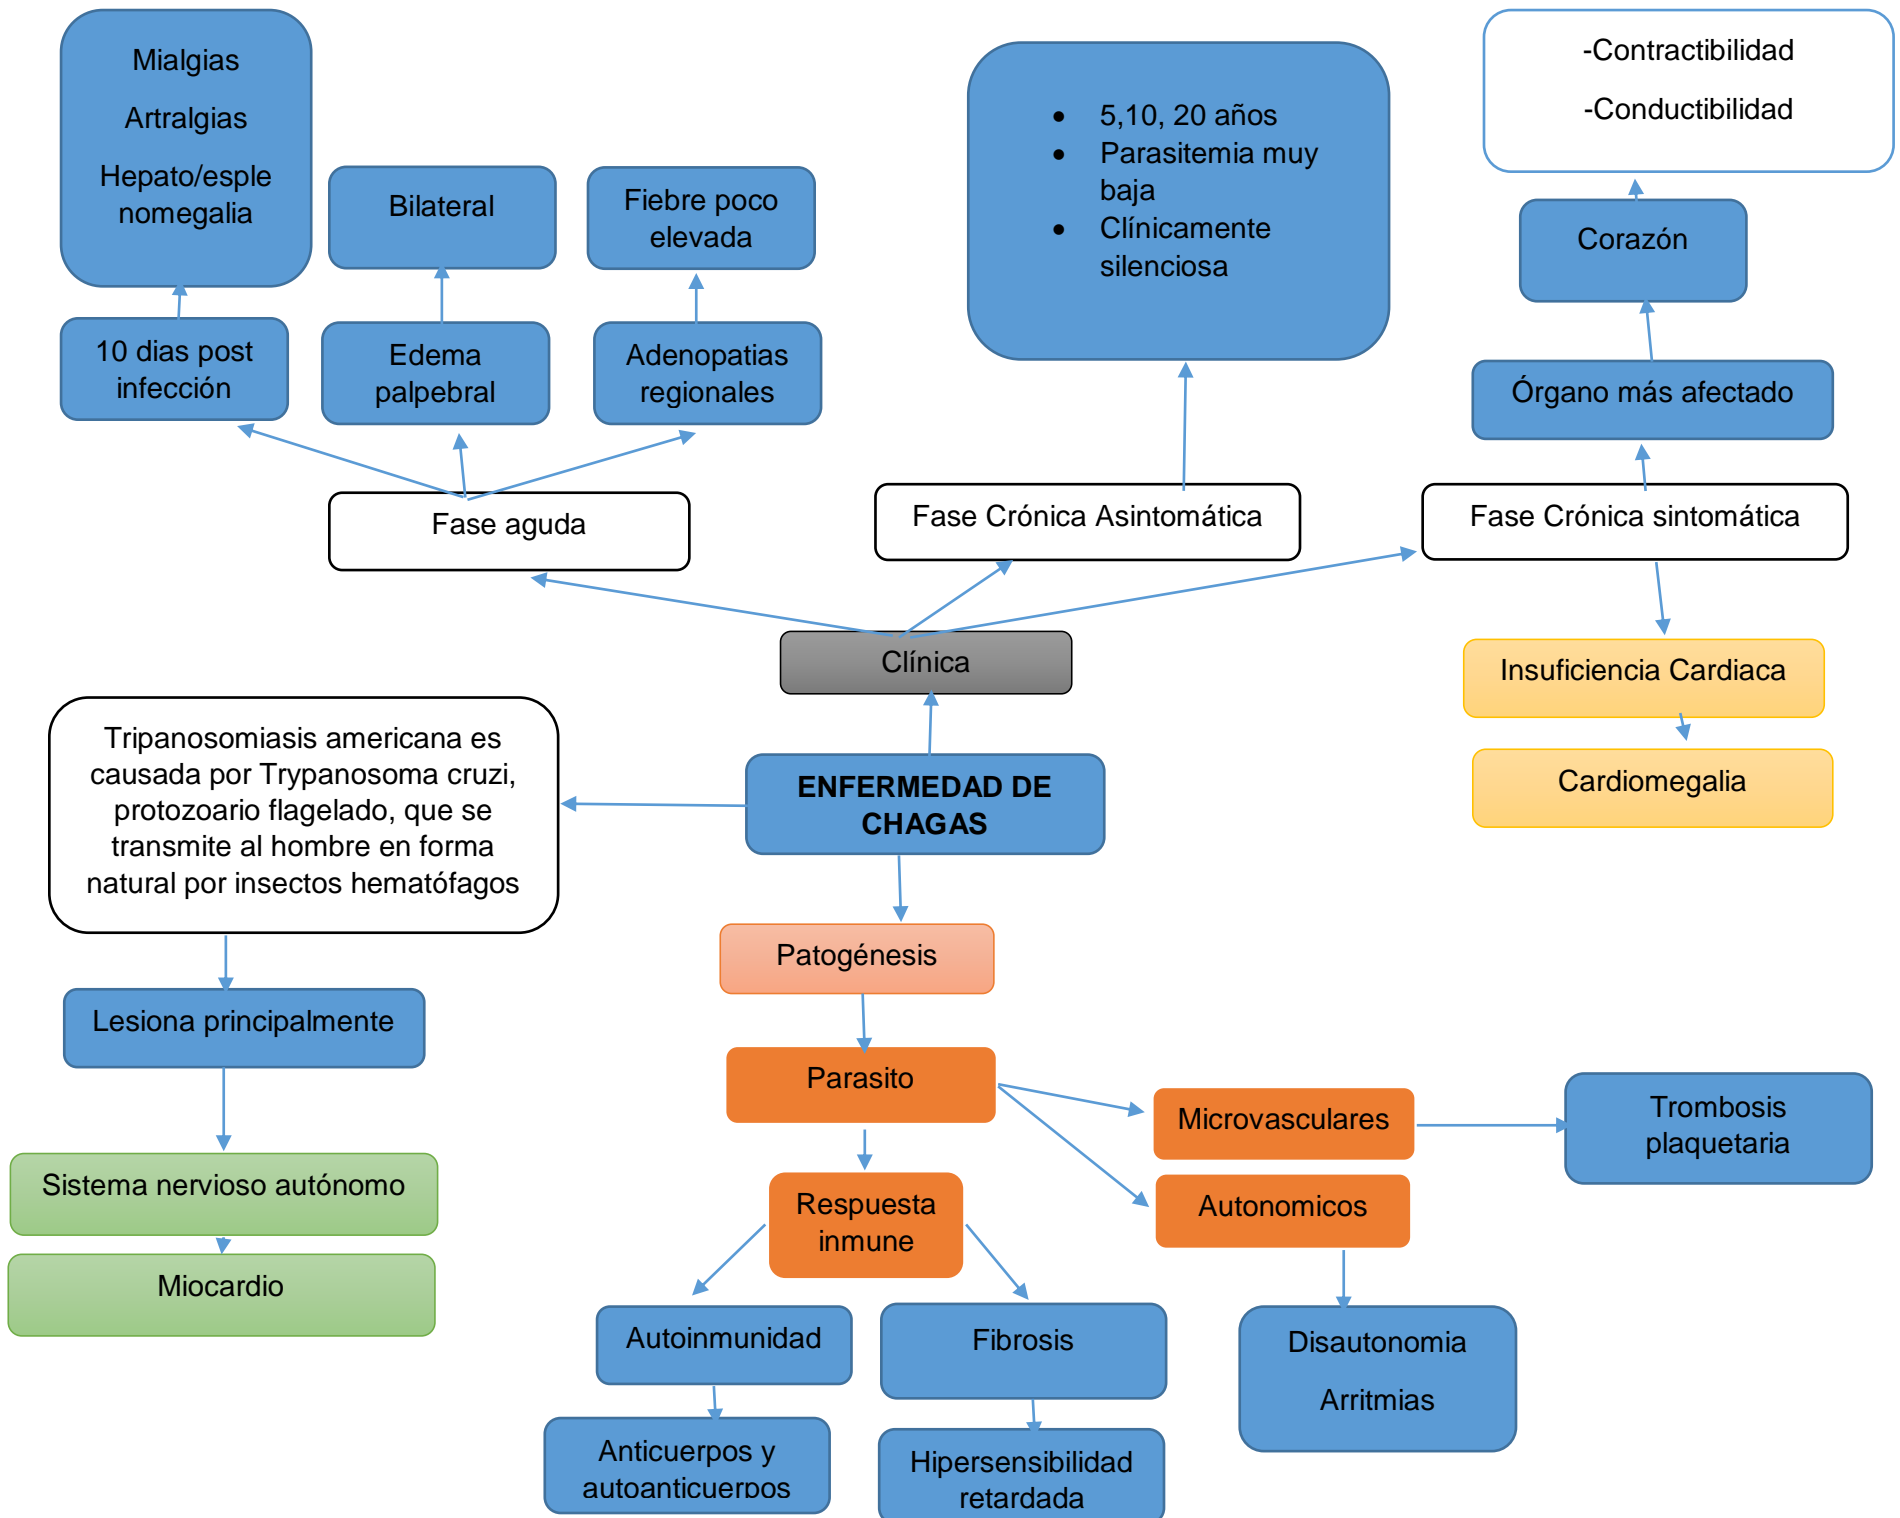 Mialgias
Artralgias
Hepato/esple
nomegalia
Bilateral
Fiebre poco
elevada
10 dias post
infección
Edema
palpebral
Adenopatias
regionales
Fase aguda
5,10, 20 años
Parasitemia muy
baja
Clínicamente
silenciosa
Fase Crónica Asintomática
-Contractibilidad
-Conductibilidad
Corazón
Órgano más afectado
Fase Crónica sintomática
Insuficiencia Cardiaca
Cardiomegalia
Clínica
ENFERMEDAD DE
CHAGAS
Tripanosomiasis americana es
causada por Trypanosoma cruzi,
protozoario flagelado, que se
transmite al hombre en forma
natural por insectos hematófagos
Lesiona principalmente
Sistema nervioso autónomo
Miocardio
Patogénesis
Parasito
Microvasculares
Trombosis
plaquetaria
Autonomicos
Disautonomia
Arritmias
Respuesta
inmune
Autoinmunidad
Anticuerpos y
autoanticuerpos
Fibrosis
Hipersensibilidad
retardada